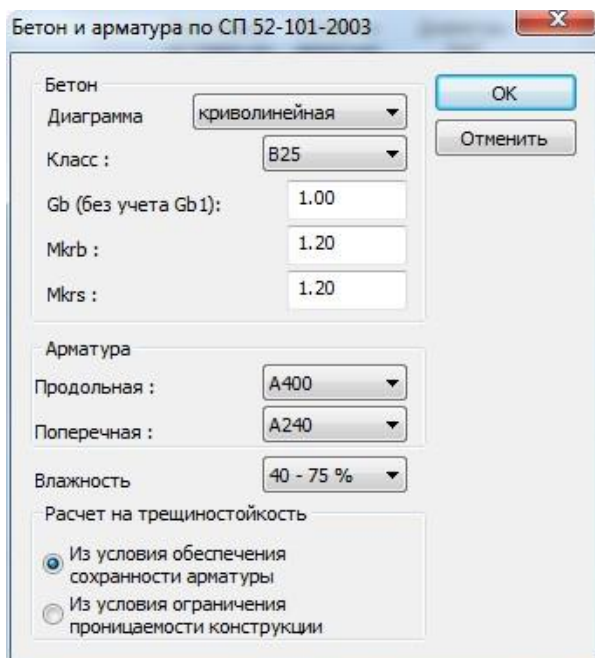 Бетон и арматура по СП 52-101-2003
X
Бетон
Диаграмма криволинейная
Класс : B25
Gb (без учета Gb1): 1.00
Mkrb : 1.20
Mkrs : 1.20
OK
Отменить
Арматура
Продольная : A400
Поперечная : A240
Влажность 40 - 75 %
Расчет на трещиностойкость
Из условия обеспечения
сохранности арматуры
Из условия ограничения
проницаемости конструкции